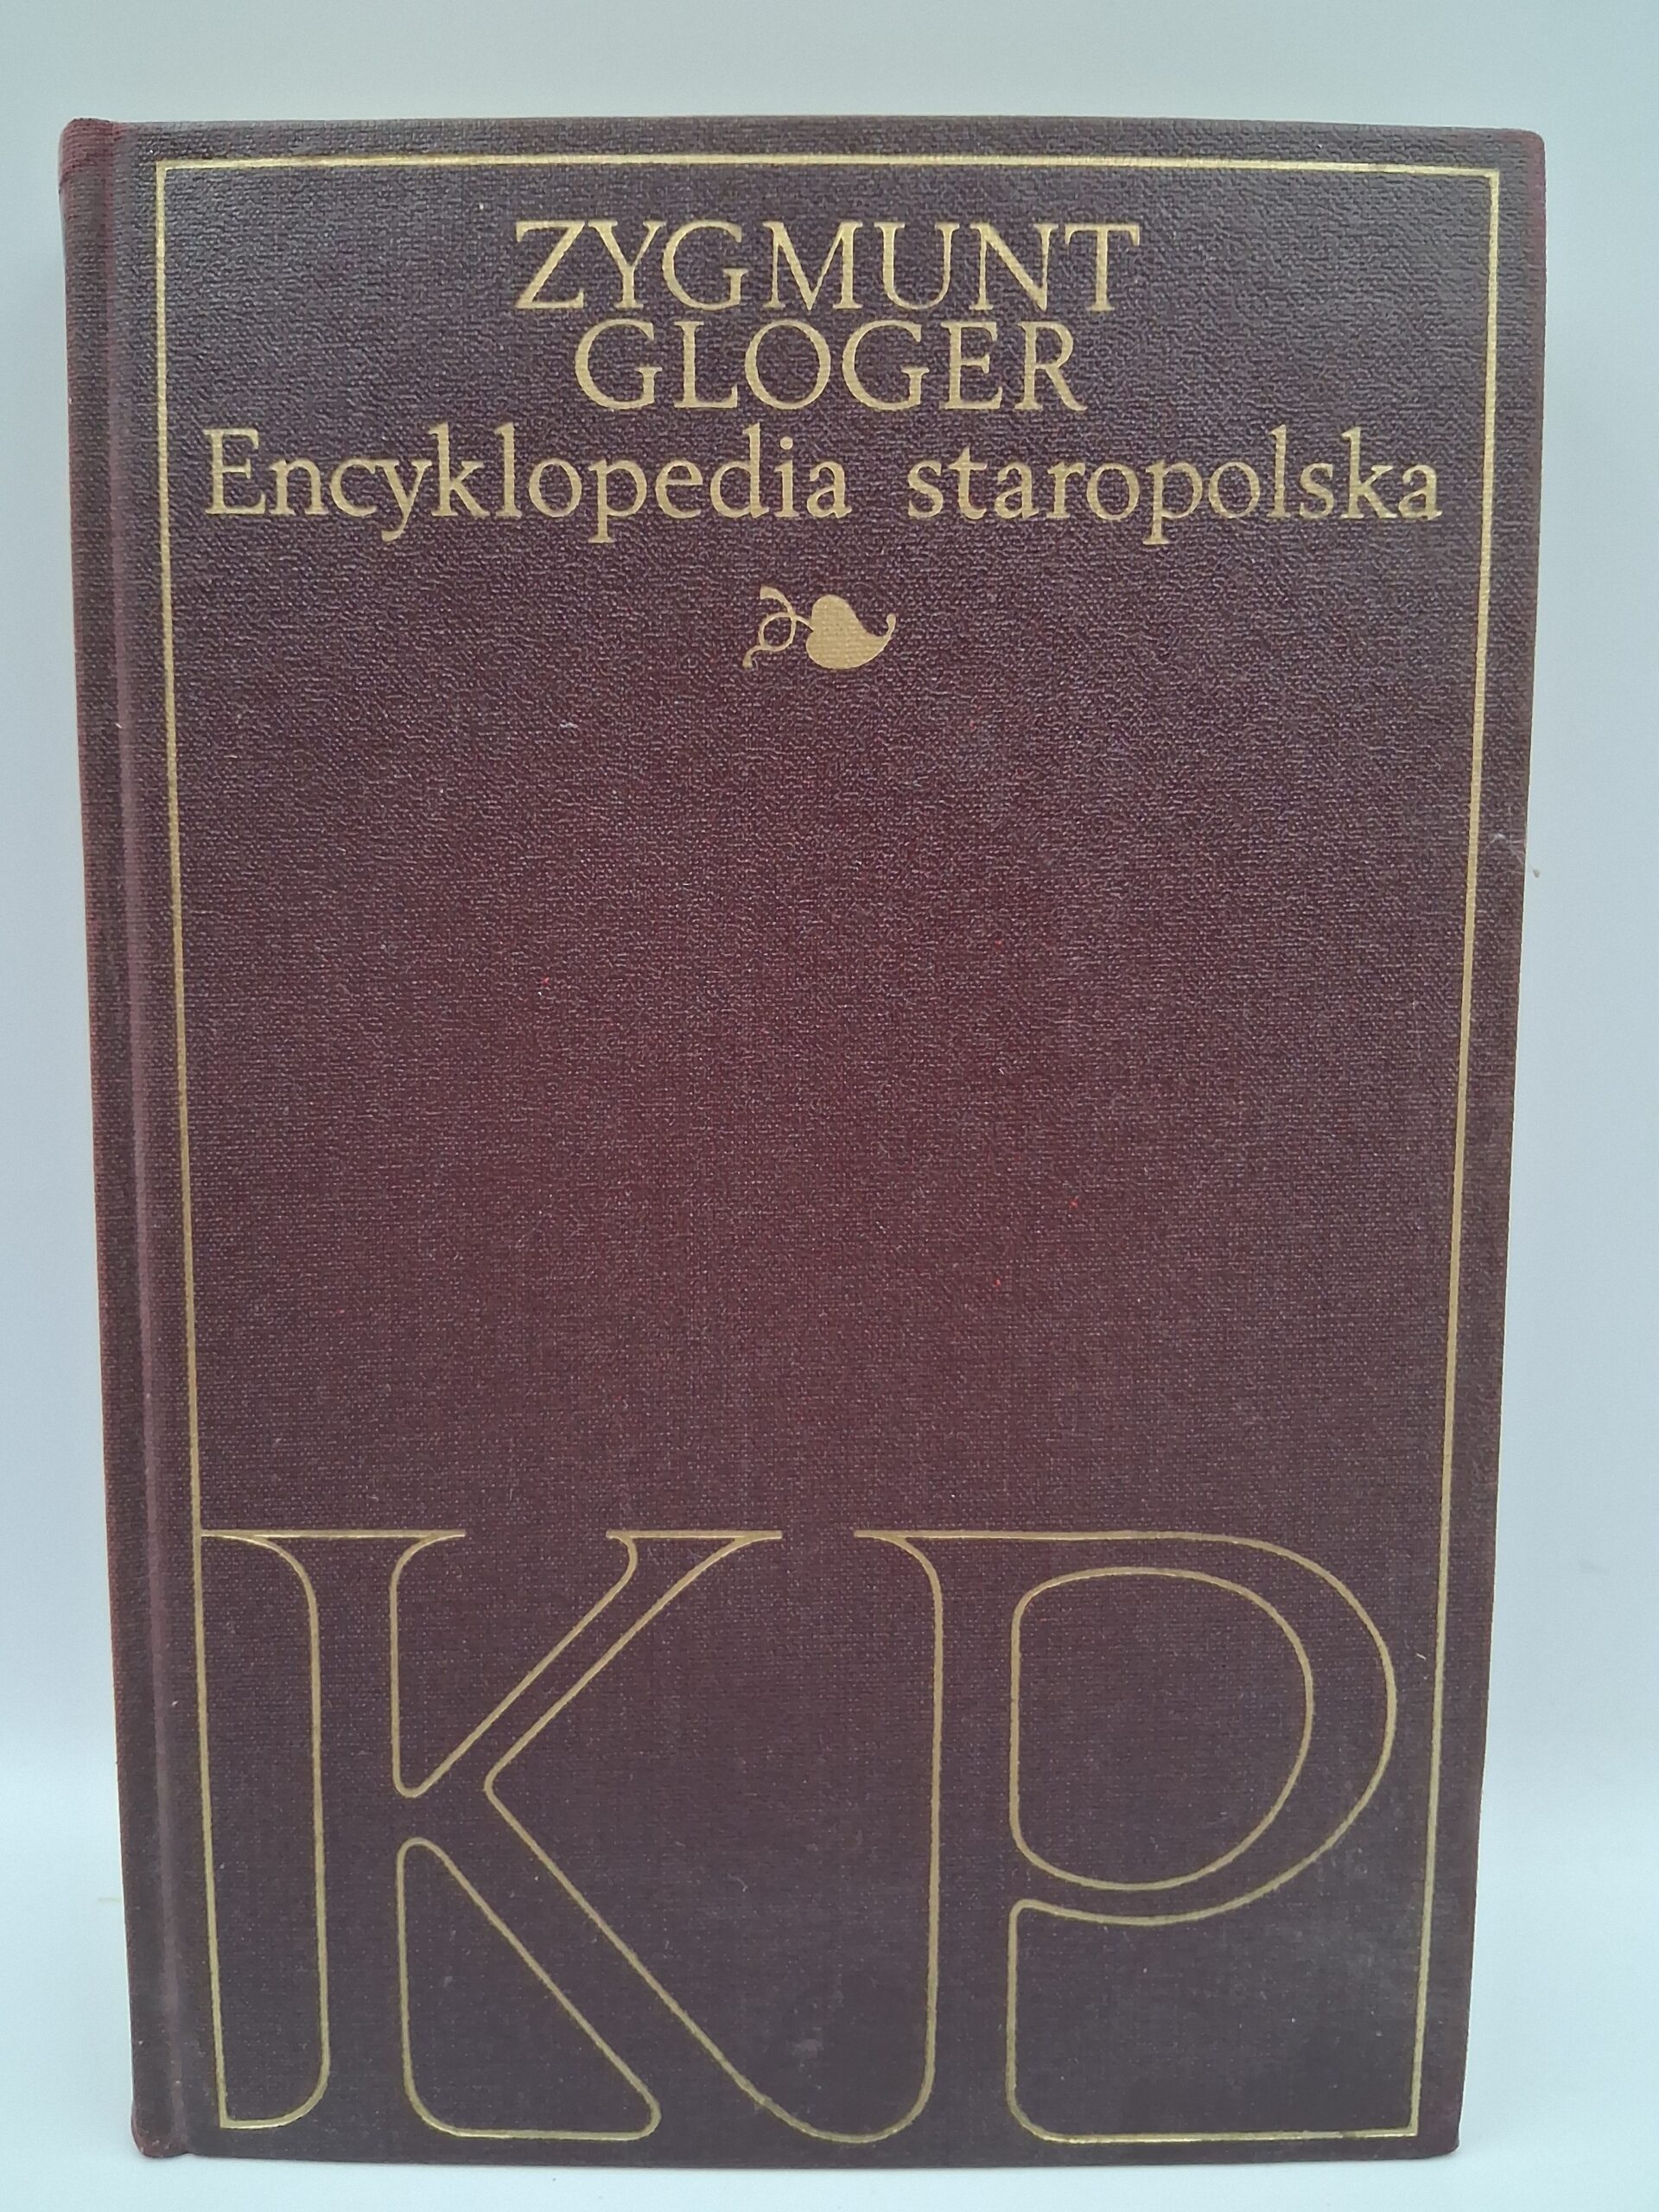 ZYGMUNT
GLOGER
Encyklopedia staropolska
KP